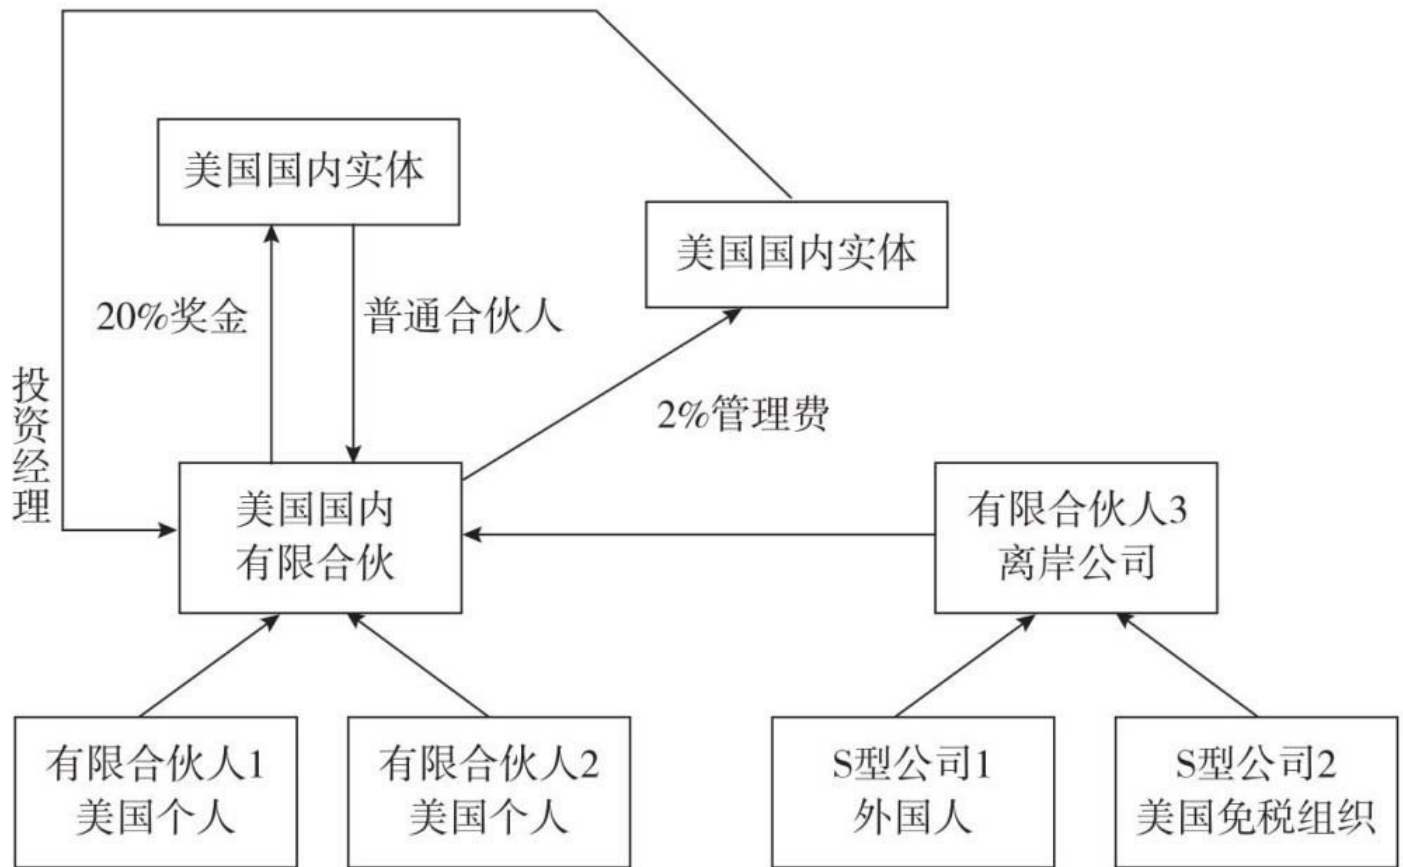 美国国内实体
美国国内实体
20%奖金
普通合伙人
投资经理
2%管理费
美国国内
有限合伙
有限合伙人3
离岸公司
有限合伙人1
美国个人
有限合伙人2
美国个人
S型公司1
外国人
S型公司2
美国免税组织